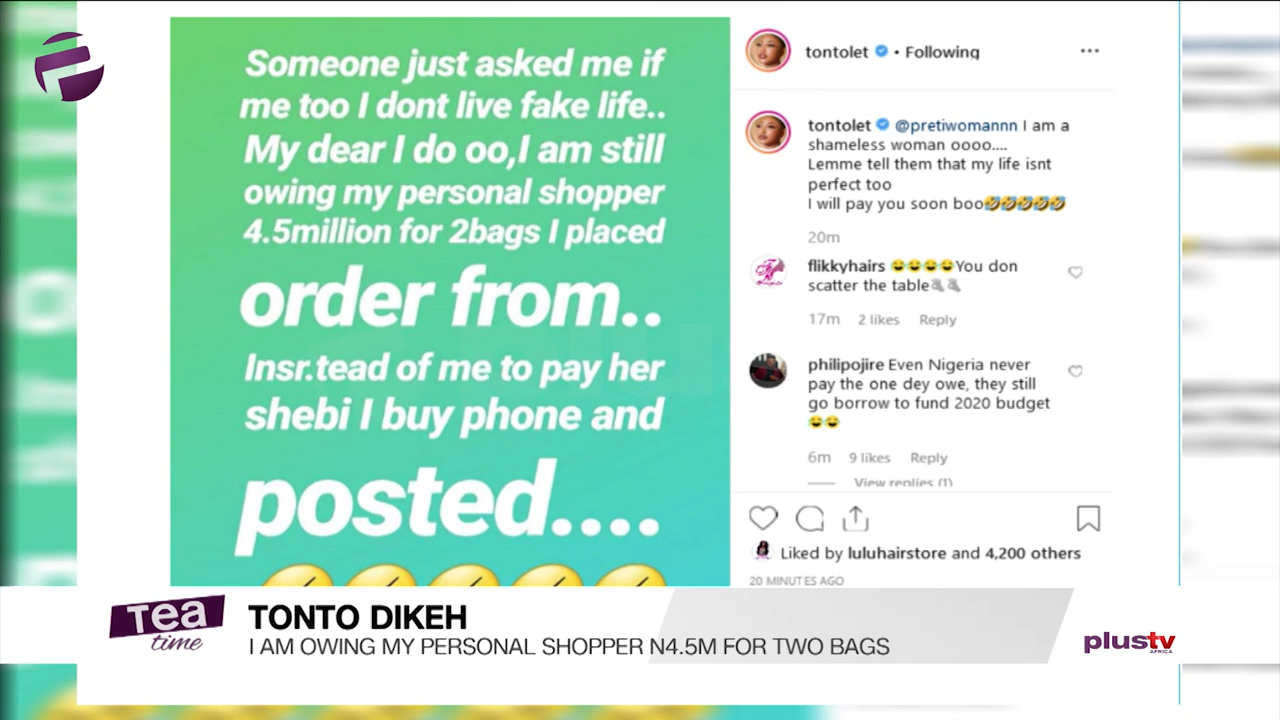 Someone just asked me if
me too I dont live fake life..
My dear I do oo,I am still
owing my personal shopper
4.5million for 2bags I placed
order from..
Insr.tead of me to pay her
shebi I buy phone and
posted....
tontolet • Following
tontolet @pretiwomannn I am a
shameless woman oooo....
Lemme tell them that my life isnt
perfect too
I will pay you soon boo🤣🤣🤣🤣🤣
20m
flikkyhairs 😂😂😂😂You don
scatter the table
17m 2 likes Reply
philipojire Even Nigeria never
pay the one dey owe, they still
go borrow to fund 2020 budget
😂😂
6m 9 likes Reply
View replies (1)
Liked by luluhairstore and 4,200 others
20 MINUTES AGO
Tea
time
TONTO DIKEH
I AM OWING MY PERSONAL SHOPPER N4.5M FOR TWO BAGS
plustv
AFRICA